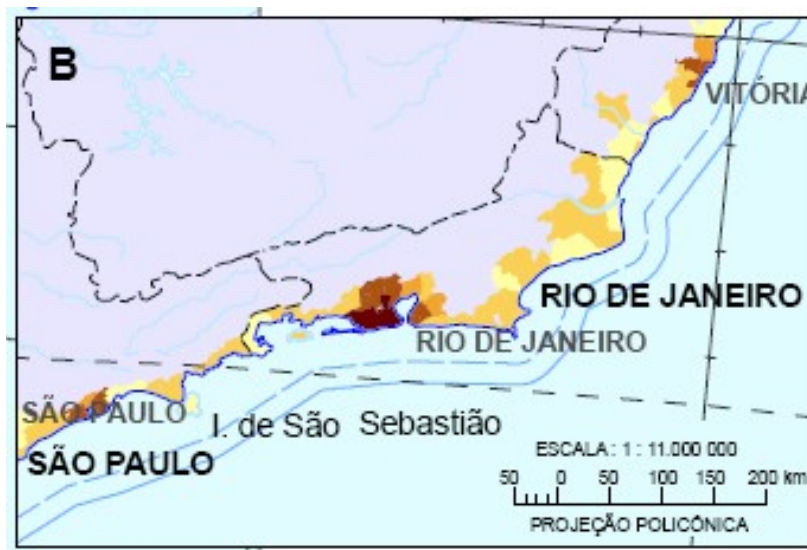 B
VITÓRIA
RIO DE JANEIRO
RIO DE JANEIRO
SÃO PAULO
I. de São Sebastião
SÃO PAULO
ESCALA : 1 : 11.000 000
50 0 50 100 150 200 km
PROJEÇÃO POLICÔNICA